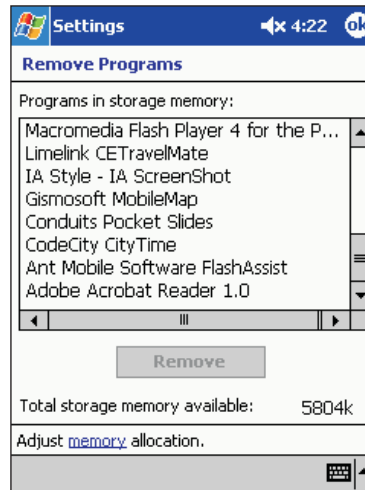 Settings 4:22 ok
Remove Programs
Programs in storage memory:
Macromedia Flash Player 4 for the P...
Limelink CETravelMate
IA Style - IA ScreenShot
Gismosoft MobileMap
Conduits Pocket Slides
CodeCity CityTime
Ant Mobile Software FlashAssist
Adobe Acrobat Reader 1.0
Remove
Total storage memory available: 5804k
Adjust memory allocation.